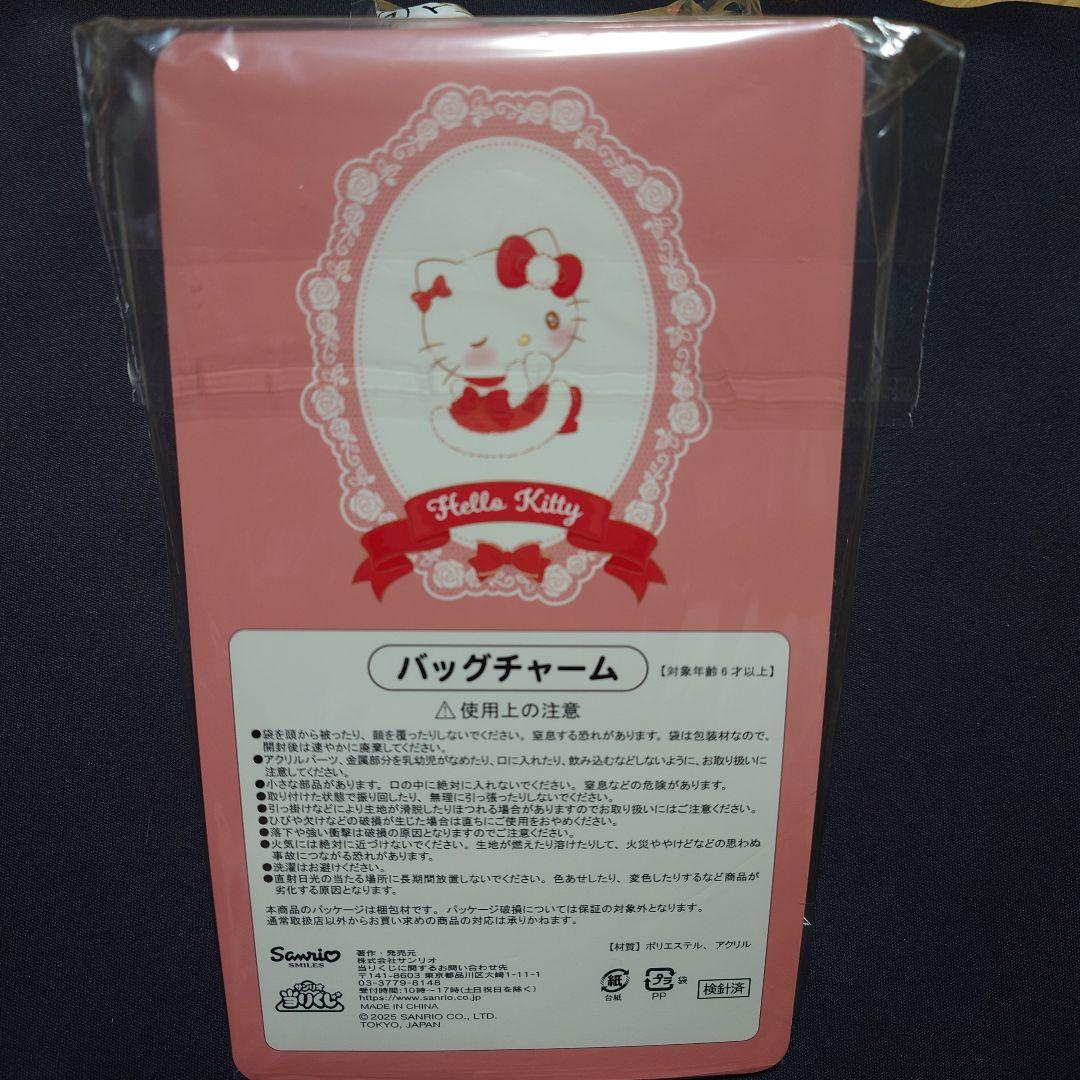 Hello Kitty
バッグチャーム
【対象年齢6才以上】
⚠使用上の注意
●袋を頭から被ったり、顔を覆ったりしないでください。窒息する恐れがあります。袋は包装材なので、
開封後は速やかに廃棄してください。
●アクリルパーツ、金属部分を乳幼児がなめたり、口に入れたり、飲み込むなどしないように、お取り扱いに
注意してください。
●小さな部品があります。口の中に絶対に入れないでください。窒息などの危険があります。
●取り付けた状態で振り回したり、無理に引っ張ったりしないでください。
●引っ掛けなどにより生地が滑脱したりほつれる場合がありますのでお取り扱いにはご注意ください。
●ひびや欠けなどの破損が生じた場合は直ちにご使用をおやめください。
●落下や強い衝撃は破損の原因となりますのでご注意ください。
●火気には絶対に近づけないでください。生地が燃えたり溶けたりして、火災ややけどなどの思わぬ
事故につながる恐れがあります。
●洗濯はお避けください。
●直射日光の当たる場所に長期間放置しないでください。色あせしたり、変色したりするなど商品が
劣化する原因となります。
本商品のパッケージは梱包材です。パッケージ破損については保証の対象外となります。
通常取扱店以外からお買い求めの商品の対応は承りかねます。
Sanrio
SMILES
サンリオ
当りくじ
著作・発売元
株式会社サンリオ
当りくじに関するお問い合わせ先
〒141-8603 東京都品川区大崎1-11-1
03-3779-8148
受付時間:10時〜17時(土日祝日を除く)
https://www.sanrio.co.jp
MADE IN CHINA
©2025 SANRIO CO., LTD.
TOKYO, JAPAN
【材質】ポリエステル、アクリル
紙
台紙
プラ
袋
PP
検針済